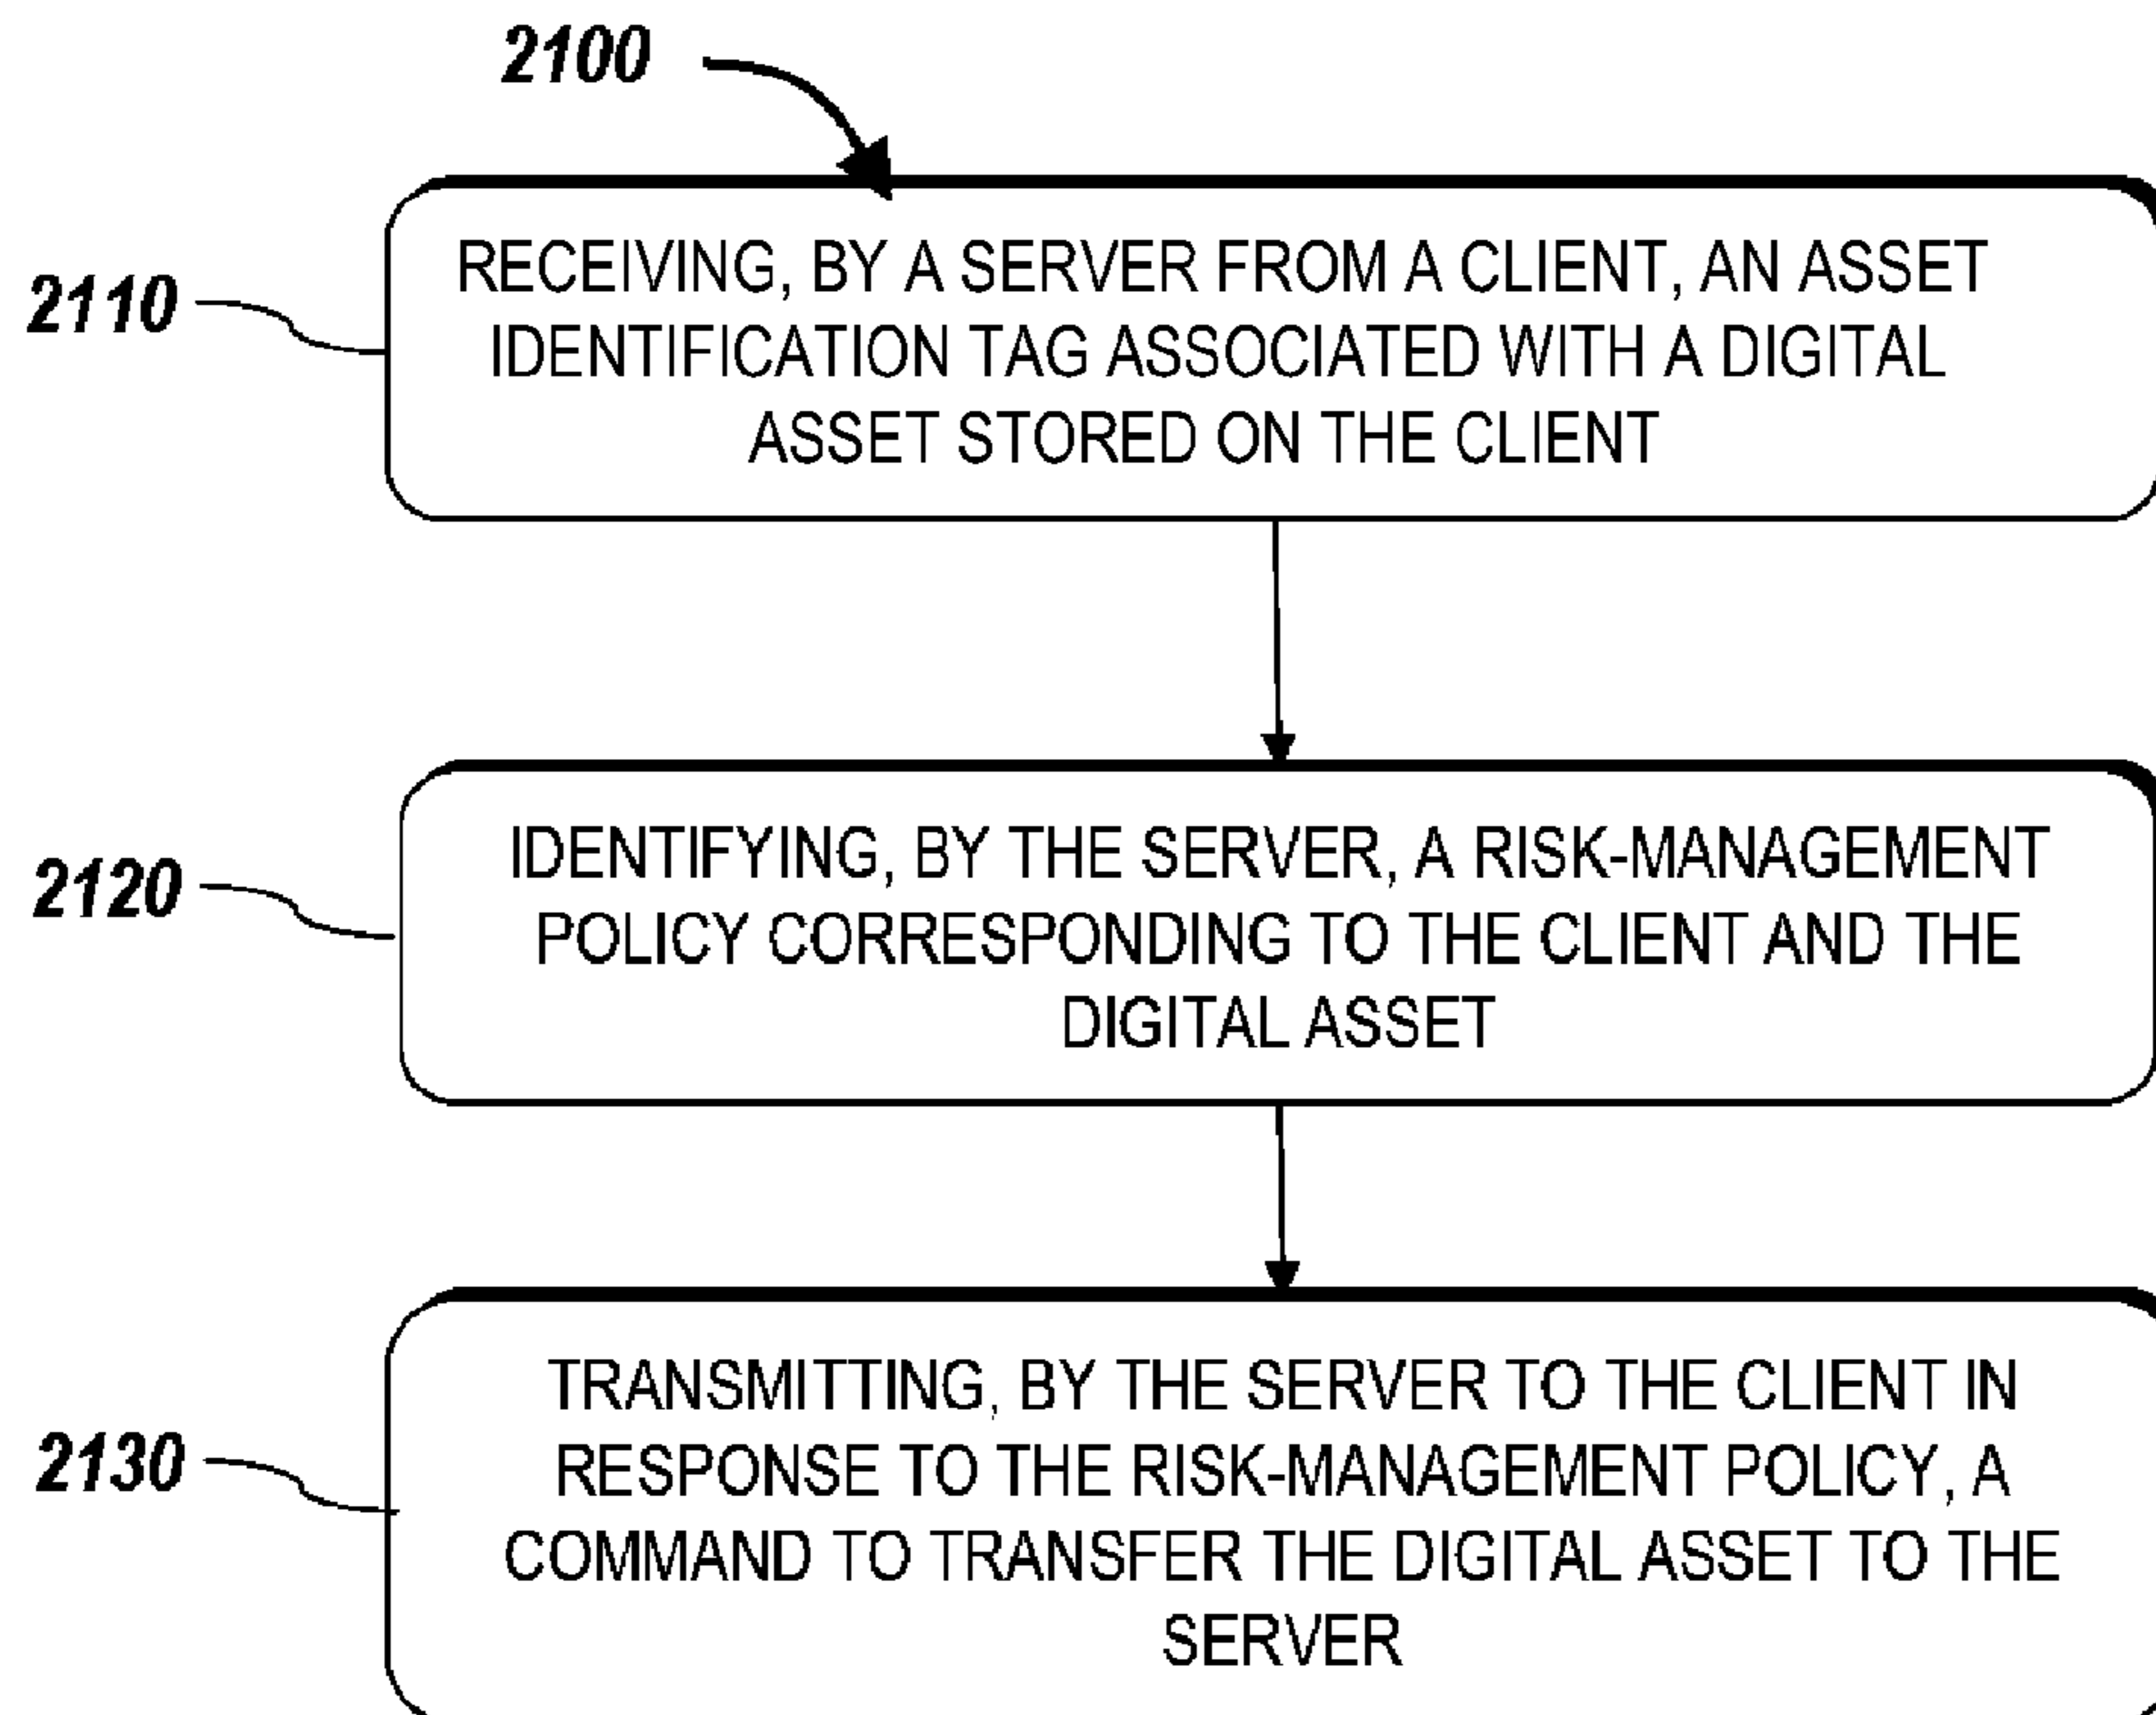 2100
2110
RECEIVING, BY A SERVER FROM A CLIENT, AN ASSET
IDENTIFICATION TAG ASSOCIATED WITH A DIGITAL
ASSET STORED ON THE CLIENT
2120
IDENTIFYING, BY THE SERVER, A RISK-MANAGEMENT
POLICY CORRESPONDING TO THE CLIENT AND THE
DIGITAL ASSET
2130
TRANSMITTING, BY THE SERVER TO THE CLIENT IN
RESPONSE TO THE RISK-MANAGEMENT POLICY, A
COMMAND TO TRANSFER THE DIGITAL ASSET TO THE
SERVER